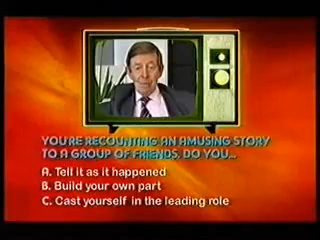 YOU'RE RECOUNTING AN AMUSING STORY
TO A GROUP OF FRIENDS. DO YOU...
A. Tell it as it happened
B. Build your own part
C. Cast yourself in the leading role